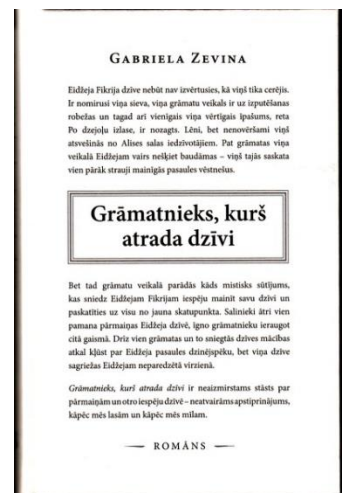 GABRIELA ZEVINA
Eidžeja Fikrija dzīve nebūt nav izvērtusies, kā viņš tika cerējis.
Ir nomirusi viņa sieva, viņa grāmatu veikals ir uz izputēšanas
robežas un tagad arī vienīgais viņa vērtīgais īpašums, reta
Po dzejoļu izlase, ir nozagts. Lēni, bet nenovēršami viņš
atsvešinās no Alises salas iedzīvotājiem. Pat grāmatas viņa
veikalā Eidžejam vairs nešķiet baudāmas – viņš tajās saskata
vien pārāk strauji mainīgās pasaules vēstnešus.
Grāmatnieks, kurš
atrada dzīvi
Bet tad grāmatu veikalā parādās kāds mistisks sūtījums,
kas sniedz Eidžejam Fikrijam iespēju mainīt savu dzīvi un
paskatīties uz visu no jauna skatupunkta. Salinieki ātri vien
pamana pārmaiņas Eidžeja dzīvē, īgno grāmatnieku ieraugot
citā gaismā. Drīz vien grāmatas un to sniegtās dzīves mācības
atkal kļūst par Eidžeja pasaules dzinējspēku, bet viņa dzīve
sagriežas Eidžejam neparedzētā virzienā.
Grāmatnieks, kurš atrada dzīvi ir neaizmirstams stāsts par
pārmaiņām un otro iespēju dzīvē – neatvairāms apstiprinājums,
kāpēc mēs lasām un kāpēc mēs mīlam.
— ROMĀNS —